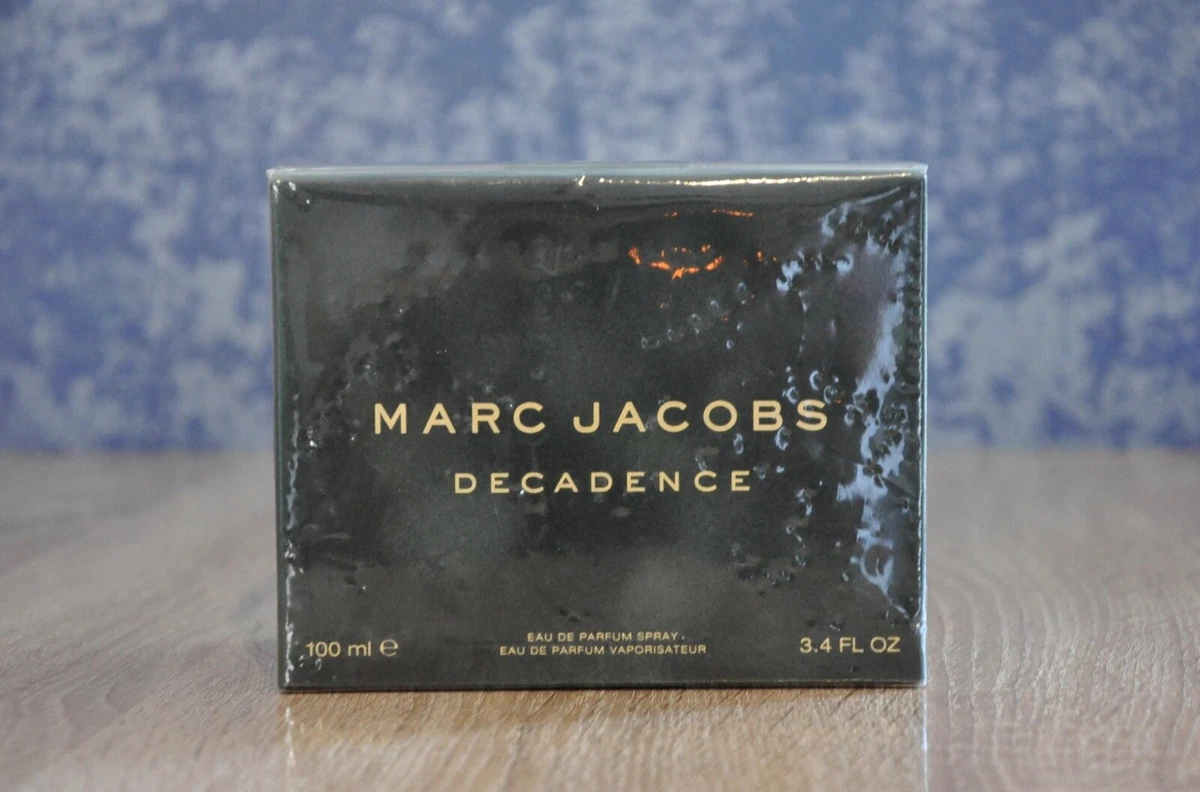 MARC JACOBS
DECADENCE
EAU DE PARFUM SPRAY
EAU DE PARFUM VAPORISATEUR
100 ml ℮
3.4 FL OZ